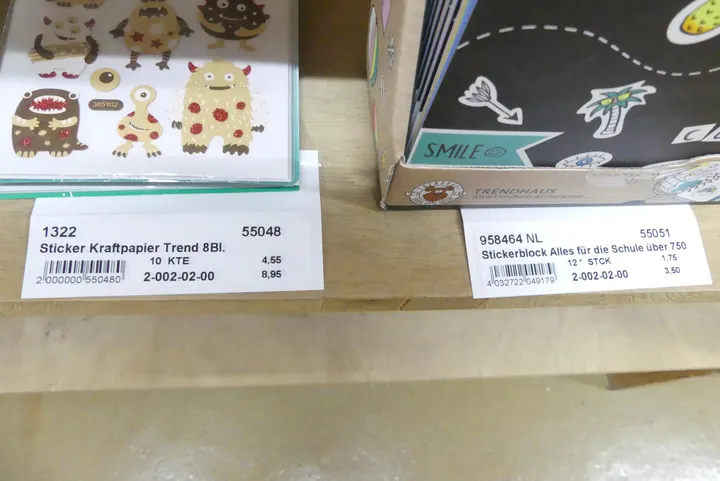 385102
SMILE
TRENDHAUS
1322 55048
Sticker Kraftpapier Trend 8Bl.
10 KTE 4,55
2 000000 550480 2-002-02-00 8,95
958464 NL 55051
Stickerblock Alles für die Schule über 750
12* STCK 1,75
4 032722 049179 2-002-02-00 3,50